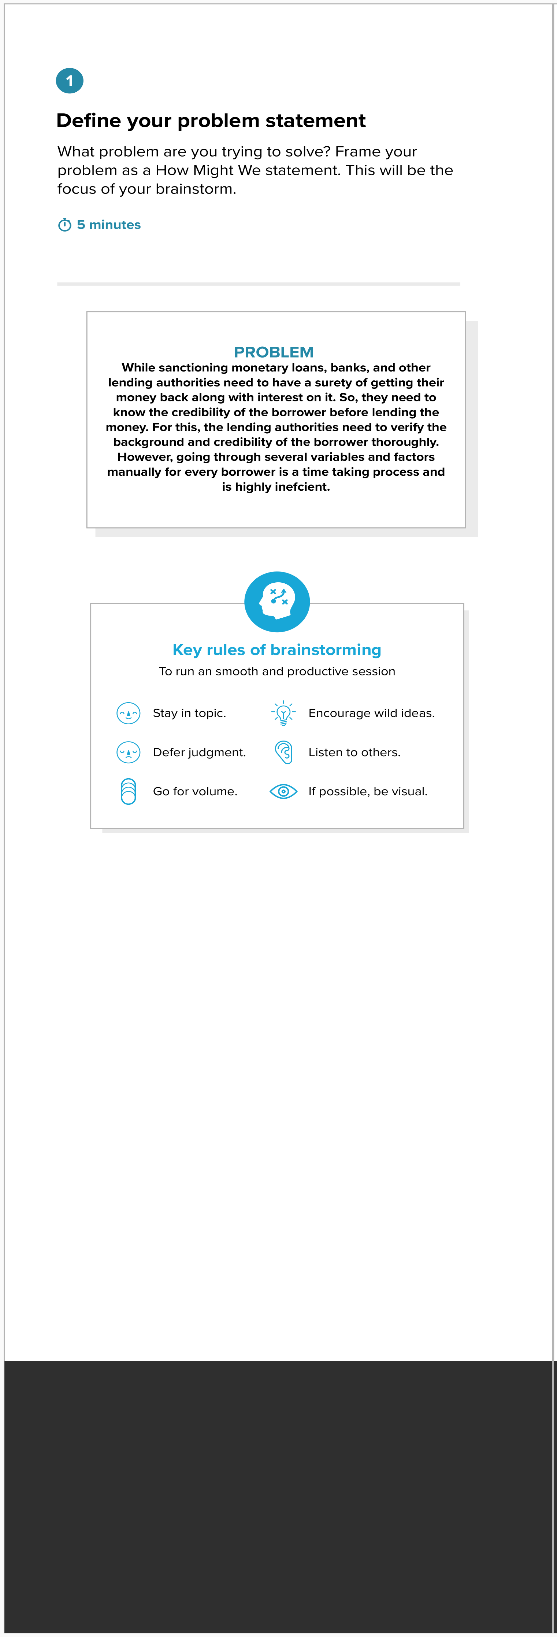 1
Define your problem statement
What problem are you trying to solve? Frame your
problem as a How Might We statement. This will be the
focus of your brainstorm.
5 minutes
PROBLEM
While sanctioning monetary loans, banks, and other
lending authorities need to have a surety of getting their
money back along with interest on it. So, they need to
know the credibility of the borrower before lending the
money. For this, the lending authorities need to verify the
background and credibility of the borrower thoroughly.
However, going through several variables and factors
manually for every borrower is a time taking process and
is highly inefcient.
Key rules of brainstorming
To run an smooth and productive session
Stay in topic.
Encourage wild ideas.
Defer judgment.
Listen to others.
Go for volume.
If possible, be visual.